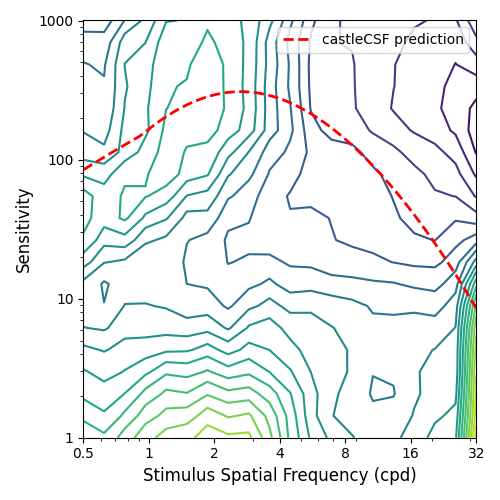 1000
castleCSF prediction
100
10
1
Sensitivity
0.5 1 2 4 8 16 32
Stimulus Spatial Frequency (cpd)